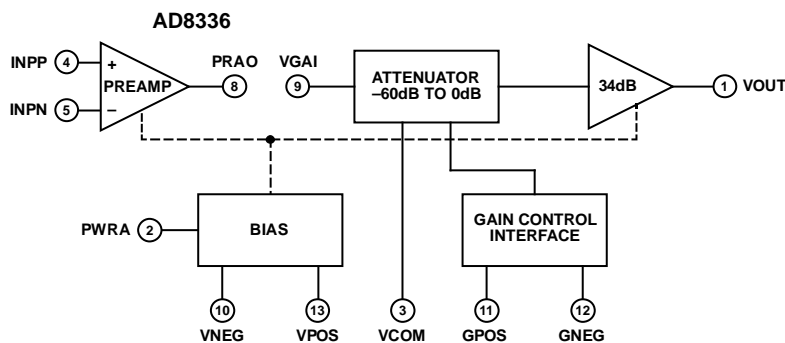 AD8336
INPP 4 + PREAMP PRAO 8
INPN 5 –
VGAI 9
ATTENUATOR
–60dB TO 0dB
34dB
1 VOUT
PWRA 2
BIAS
GAIN CONTROL
INTERFACE
10 13 3 11 12
VNEG VPOS VCOM GPOS GNEG